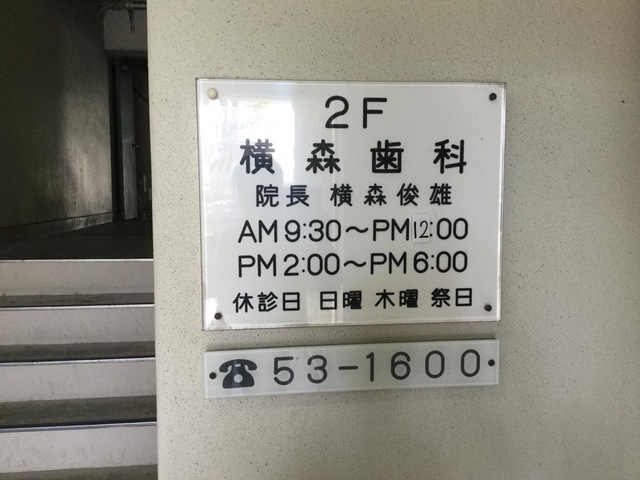 2F
横森歯科
院長 横森俊雄
AM 9:30～PM 12:00
PM 2:00～PM 6:00
休診日 日曜 木曜 祭日
☎ 53-1600